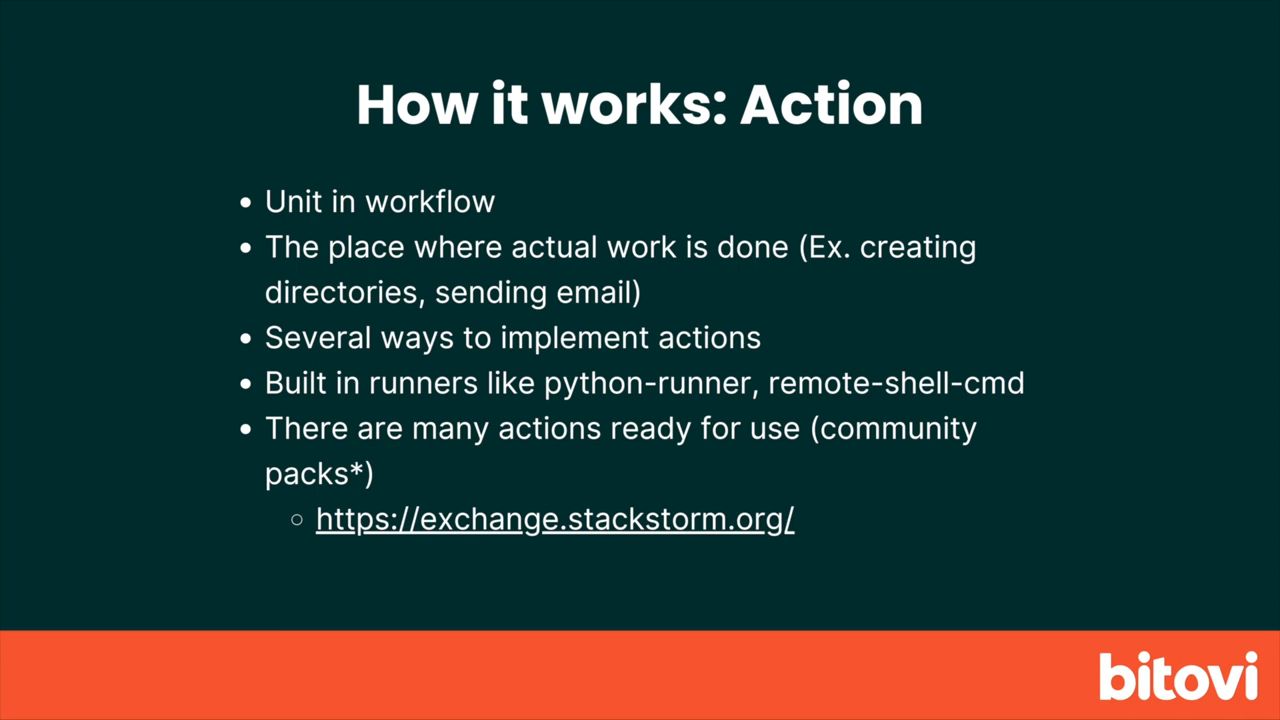 How it works: Action
• Unit in workflow
• The place where actual work is done (Ex. creating
directories, sending email)
• Several ways to implement actions
• Built in runners like python-runner, remote-shell-cmd
• There are many actions ready for use (community
packs*)
◦ https://exchange.stackstorm.org/
bitovi